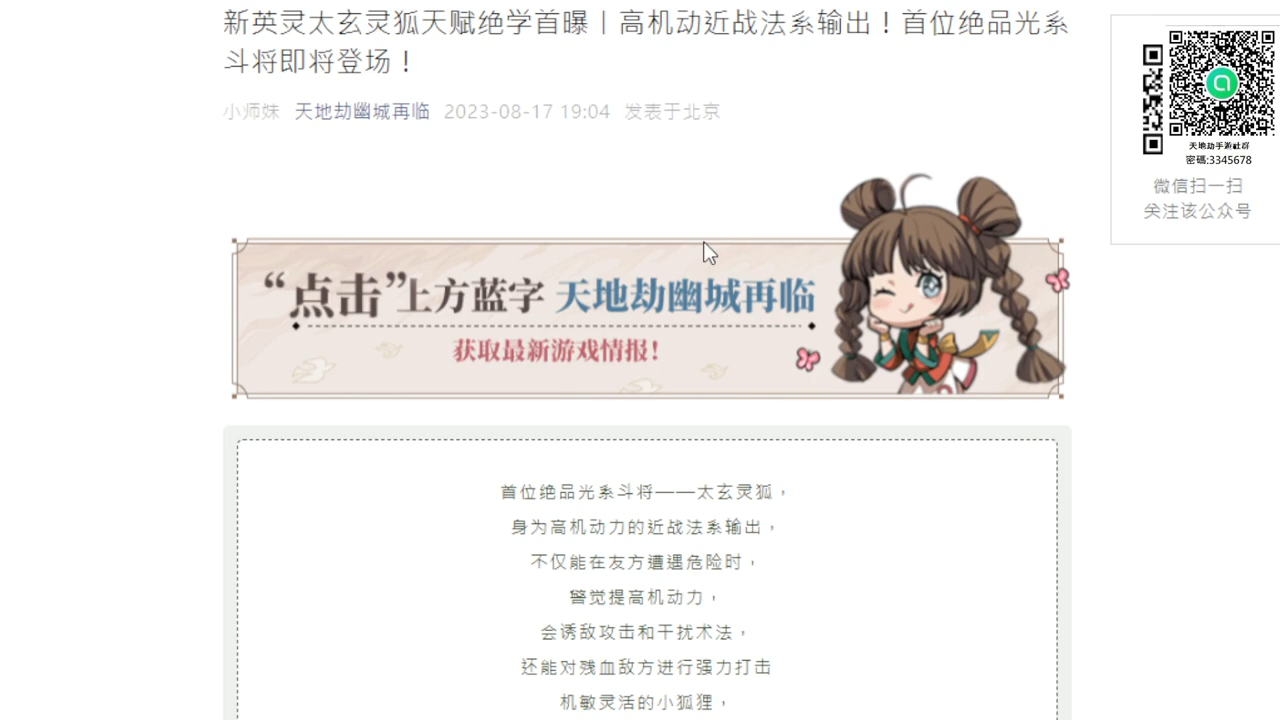 新英灵太玄灵狐天赋绝学首曝丨高机动近战法系输出！首位绝品光系
斗将即将登场！
小师妹 天地劫幽城再临 2023-08-17 19:04 发表于北京
天地劫手游社群
密碼:3345678
微信扫一扫
关注该公众号
“点击”上方蓝字 天地劫幽城再临
获取最新游戏情报！
首位绝品光系斗将——太玄灵狐，
身为高机动力的近战法系输出，
不仅能在友方遭遇危险时，
警觉提高机动力，
会诱敌攻击和干扰术法，
还能对残血敌方进行强力打击
机敏灵活的小狐狸，